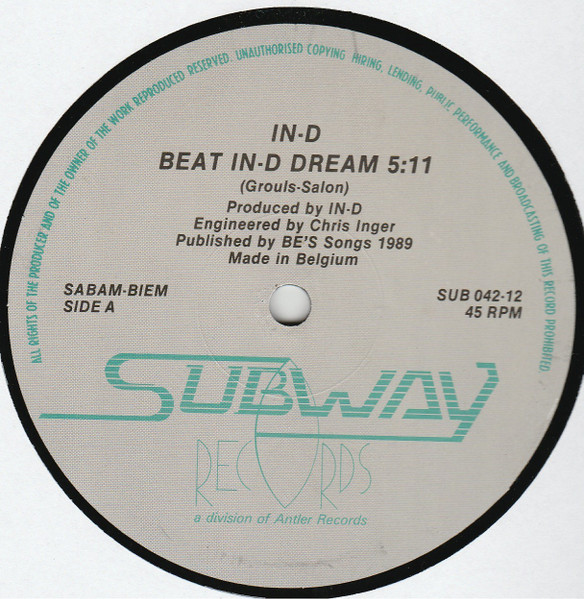 ALL RIGHTS OF THE PRODUCER AND OF THE OWNER OF THE WORK REPRODUCED RESERVED. UNAUTHORISED COPYING, HIRING, LENDING, PUBLIC PERFORMANCE AND BROADCASTING OF THIS RECORD PROHIBITED
IN-D
BEAT IN-D DREAM 5:11
(Grouls-Salon)
Produced by IN-D
Engineered by Chris Inger
Published by BE'S Songs 1989
Made in Belgium
SABAM-BIEM
SIDE A
SUB 042-12
45 RPM
SUBWAY
RECORDS
a division of Antler Records